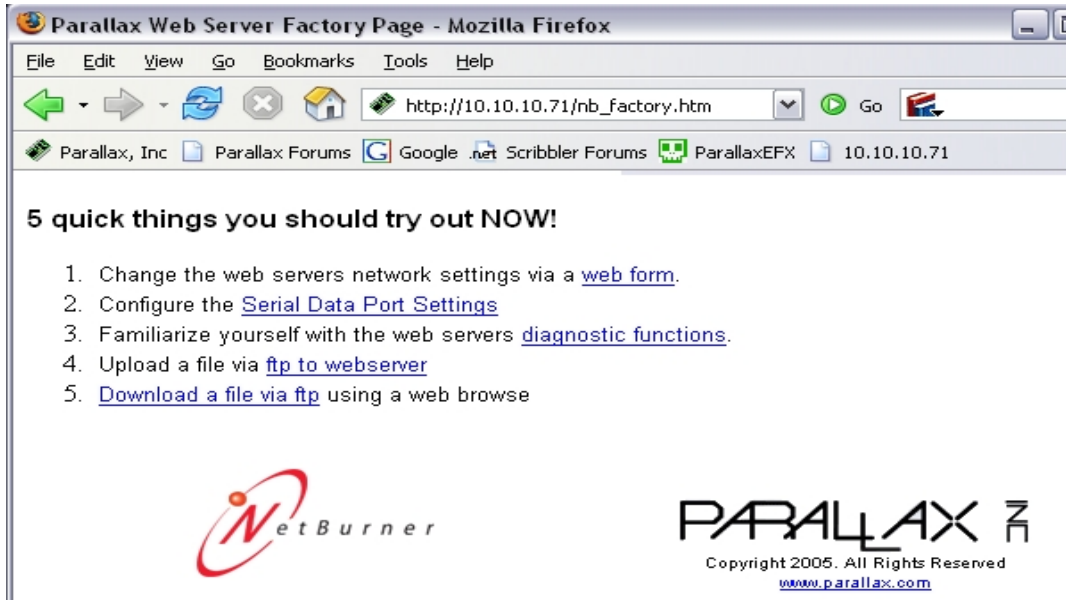 Parallax Web Server Factory Page - Mozilla Firefox
File Edit View Go Bookmarks Tools Help
http://10.10.10.71/nb_factory.htm Go
Parallax, Inc Parallax Forums G Google .net Scribbler Forums ParallaxEFX 10.10.10.71
5 quick things you should try out NOW!
1. Change the web servers network settings via a web form.
2. Configure the Serial Data Port Settings
3. Familiarize yourself with the web servers diagnostic functions.
4. Upload a file via ftp to webserver
5. Download a file via ftp using a web browse
NetBurner
PARALLAX INC
Copyright 2005. All Rights Reserved
www.parallax.com